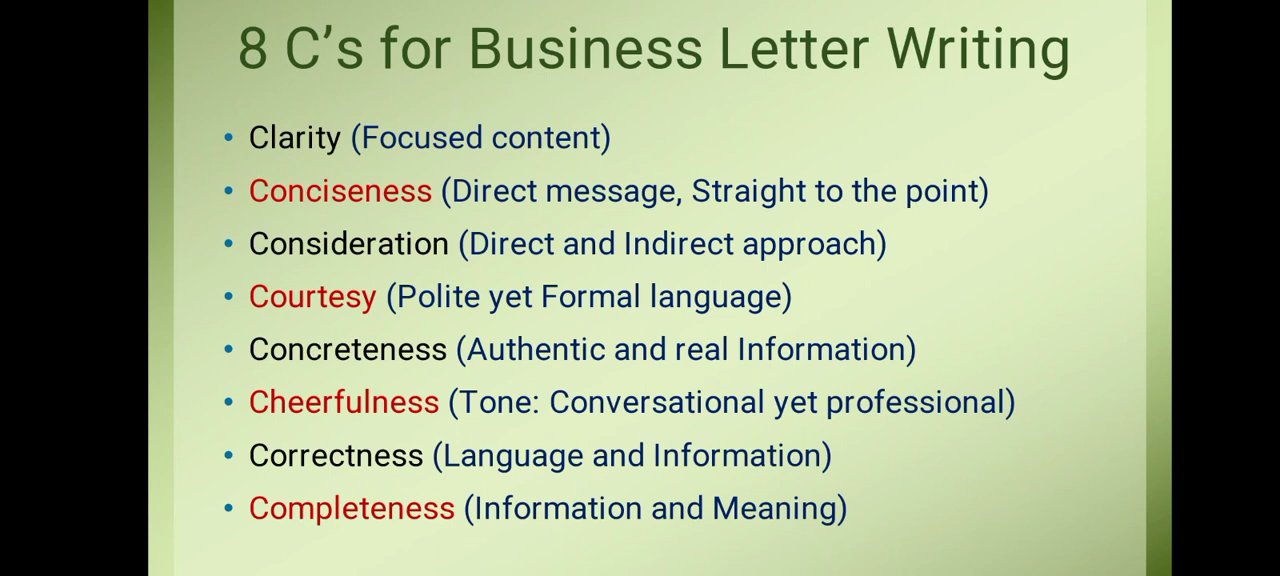 8 C’s for Business Letter Writing
• Clarity (Focused content)
• Conciseness (Direct message, Straight to the point)
• Consideration (Direct and Indirect approach)
• Courtesy (Polite yet Formal language)
• Concreteness (Authentic and real Information)
• Cheerfulness (Tone: Conversational yet professional)
• Correctness (Language and Information)
• Completeness (Information and Meaning)